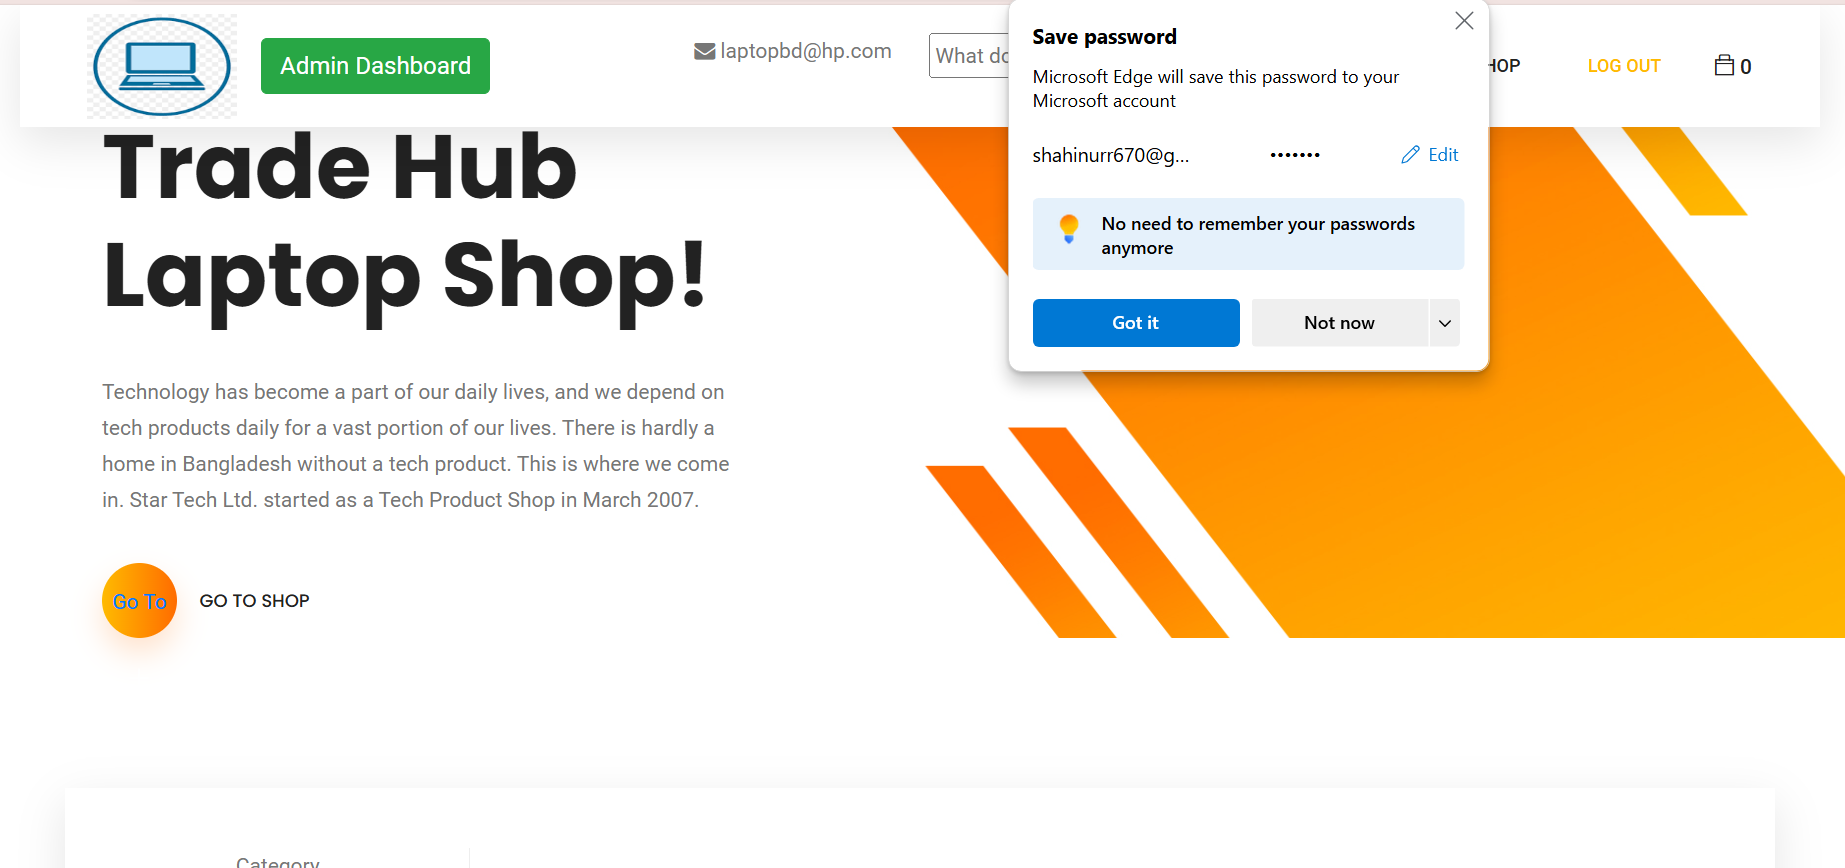 Admin Dashboard
laptopbd@hp.com
What do
LOG OUT
0
Save password
Microsoft Edge will save this password to your
Microsoft account
shahinurr670@g...
Edit
No need to remember your passwords
anymore
Got it
Not now
Trade Hub
Laptop Shop!
Technology has become a part of our daily lives, and we depend on
tech products daily for a vast portion of our lives. There is hardly a
home in Bangladesh without a tech product. This is where we come
in. Star Tech Ltd. started as a Tech Product Shop in March 2007.
Go To
GO TO SHOP
Category